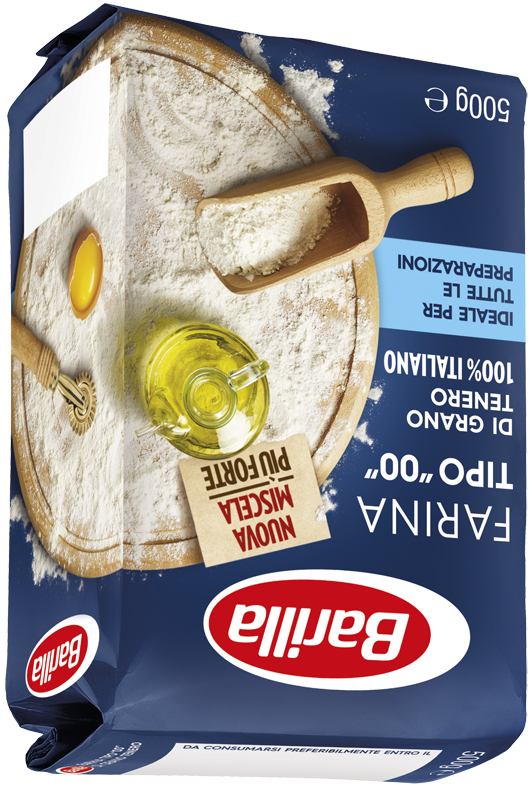 Barilla
NUOVA
MISCELA
PIÙ FORTE
FARINA
TIPO "00"
DI GRANO
TENERO
100% ITALIANO
IDEALE PER
TUTTE LE
PREPARAZIONI
500g e
Barilla
DA CONSUMARSI PREFERIBILMENTE ENTRO IL
500g e